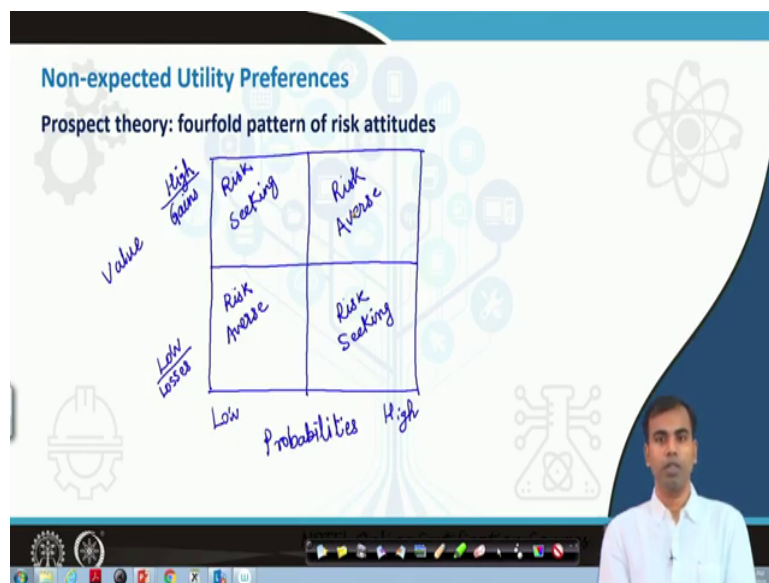 Non-expected Utility Preferences
Prospect theory: fourfold pattern of risk attitudes
High
Gains
Risk
Seeking
Risk
Averse
Value
Low
Losses
Risk
Averse
Risk
Seeking
Low
Probabilities
High